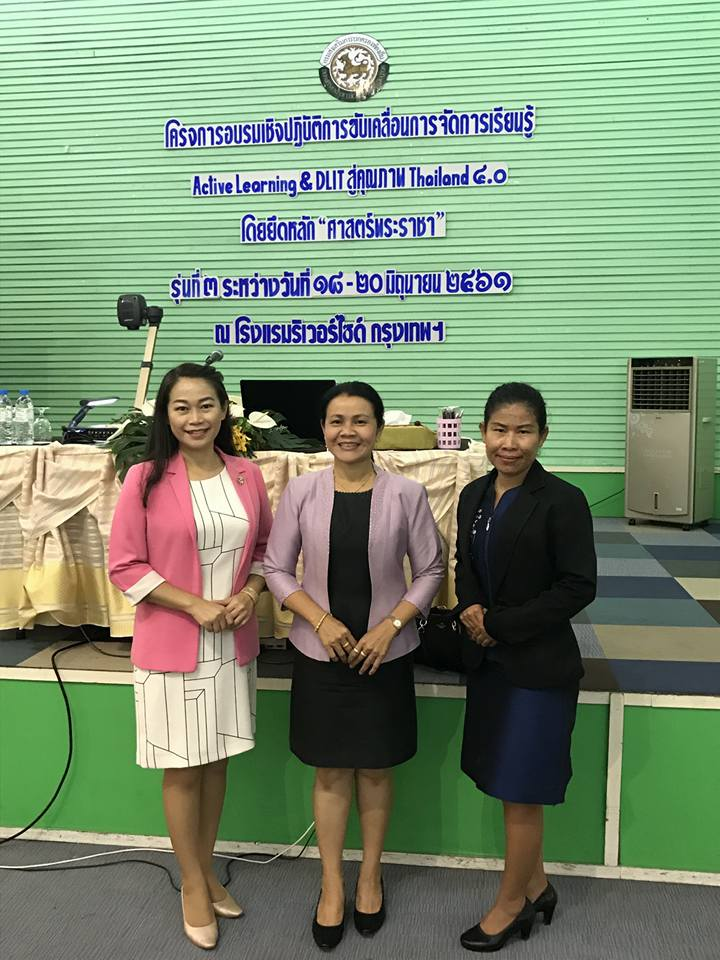 โครงการอบรมเชิงปฏิบัติการขับเคลื่อนการจัดการเรียนรู้
Active Learning & DLIT สู่คุณภาพ Thailand ๔.๐
โดยยึดหลัก "ศาสตร์พระราชา"
รุ่นที่ ๓ ระหว่างวันที่ ๑๘-๒๐ มิถุนายน ๒๕๖๑
ณ โรงแรมริเวอร์ไซด์ กรุงเทพฯ